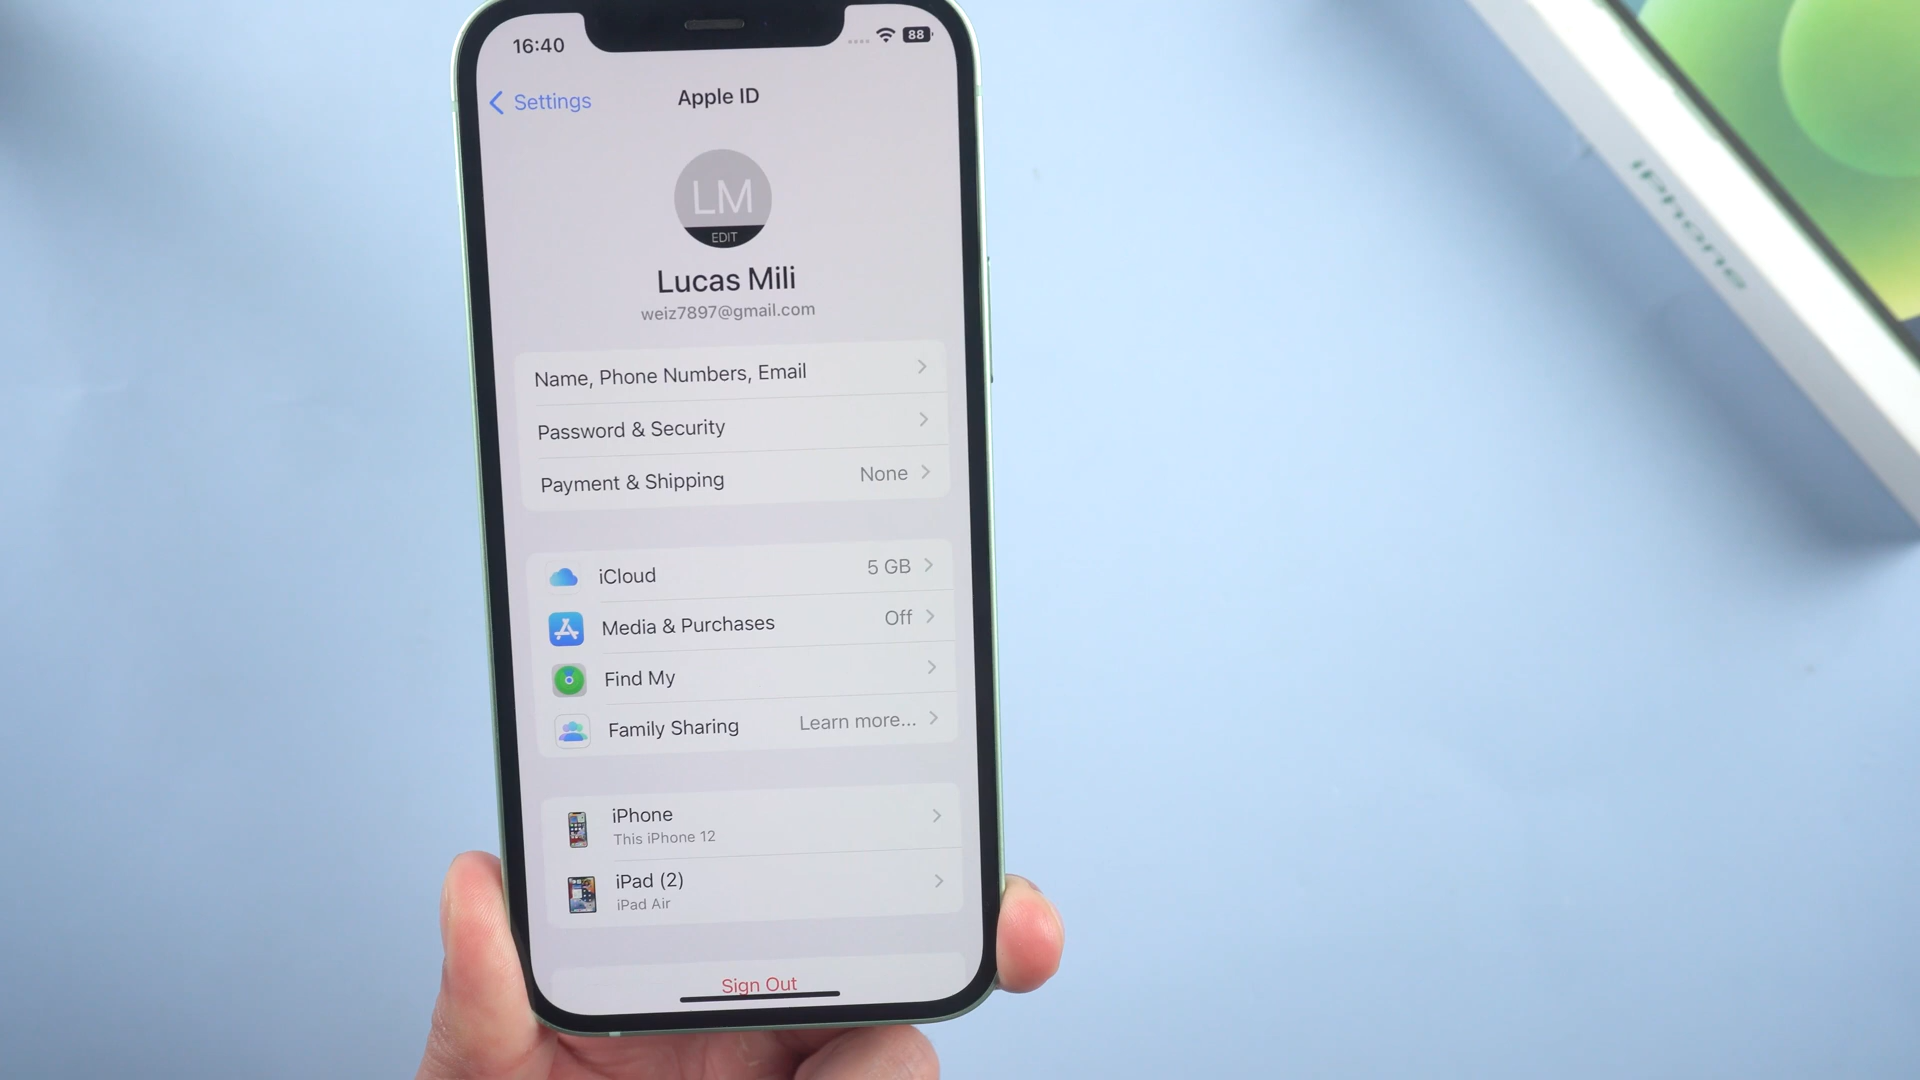 16:40
88
Settings
Apple ID
LM
EDIT
Lucas Mili
weiz7897@gmail.com
Name, Phone Numbers, Email
Password & Security
Payment & Shipping None
iCloud 5 GB
Media & Purchases Off
Find My
Family Sharing Learn more...
iPhone
This iPhone 12
iPad (2)
iPad Air
Sign Out
iPhone